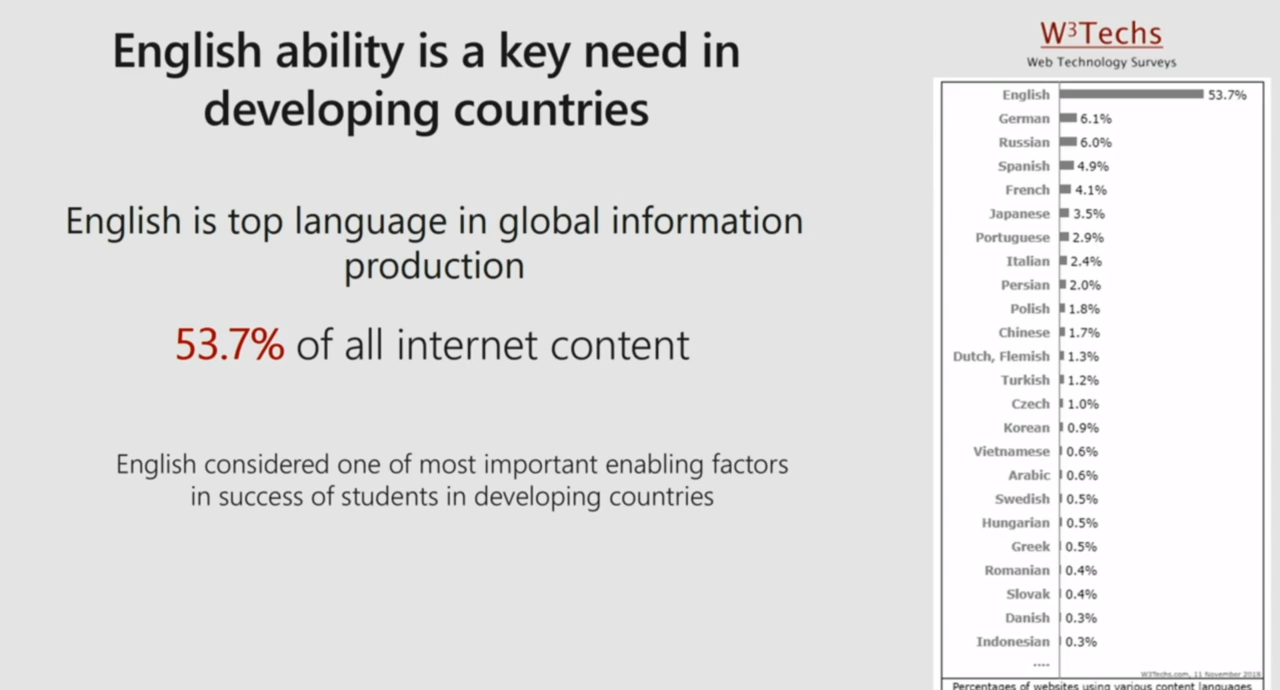 English ability is a key need in
developing countries
English is top language in global information
production
53.7% of all internet content
English considered one of most important enabling factors
in success of students in developing countries
W3Techs
Web Technology Surveys
English 53.7%
German 6.1%
Russian 6.0%
Spanish 4.9%
French 4.1%
Japanese 3.5%
Portuguese 2.9%
Italian 2.4%
Persian 2.0%
Polish 1.8%
Chinese 1.7%
Dutch, Flemish 1.3%
Turkish 1.2%
Czech 1.0%
Korean 0.9%
Vietnamese 0.6%
Arabic 0.6%
Swedish 0.5%
Hungarian 0.5%
Greek 0.5%
Romanian 0.4%
Slovak 0.4%
Danish 0.3%
Indonesian 0.3%
....
W3Techs.com, 11 November 2018
Percentages of websites using various content languages